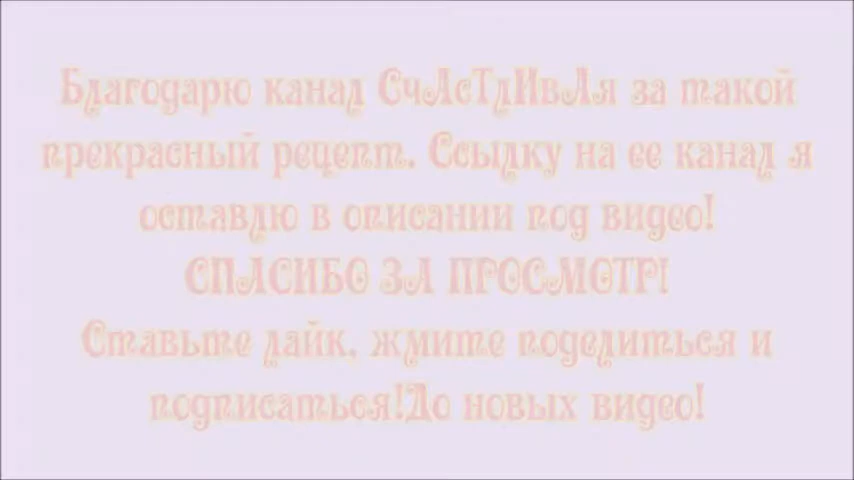 Благодарю канал СчАсТлИвАя за такой
прекрасный рецепт. Ссылку на ее канал я
оставлю в описании под видео!
СПАСИБО ЗА ПРОСМОТР!
Ставьте лайк, жмите поделиться и
подписаться!До новых видео!